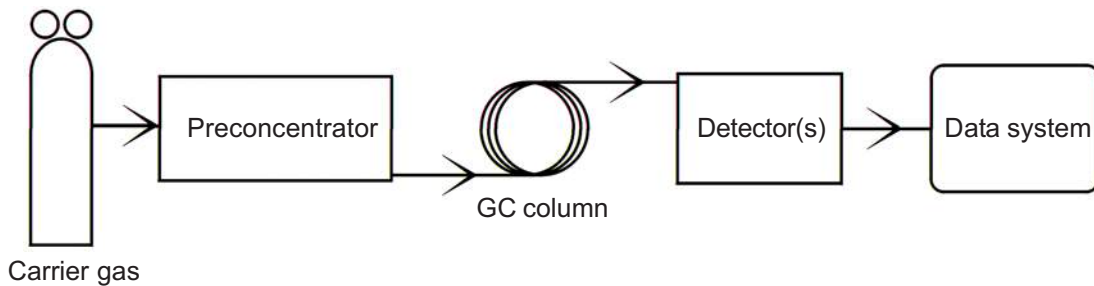 Preconcentrator
Detector(s)
Data system
GC column
Carrier gas